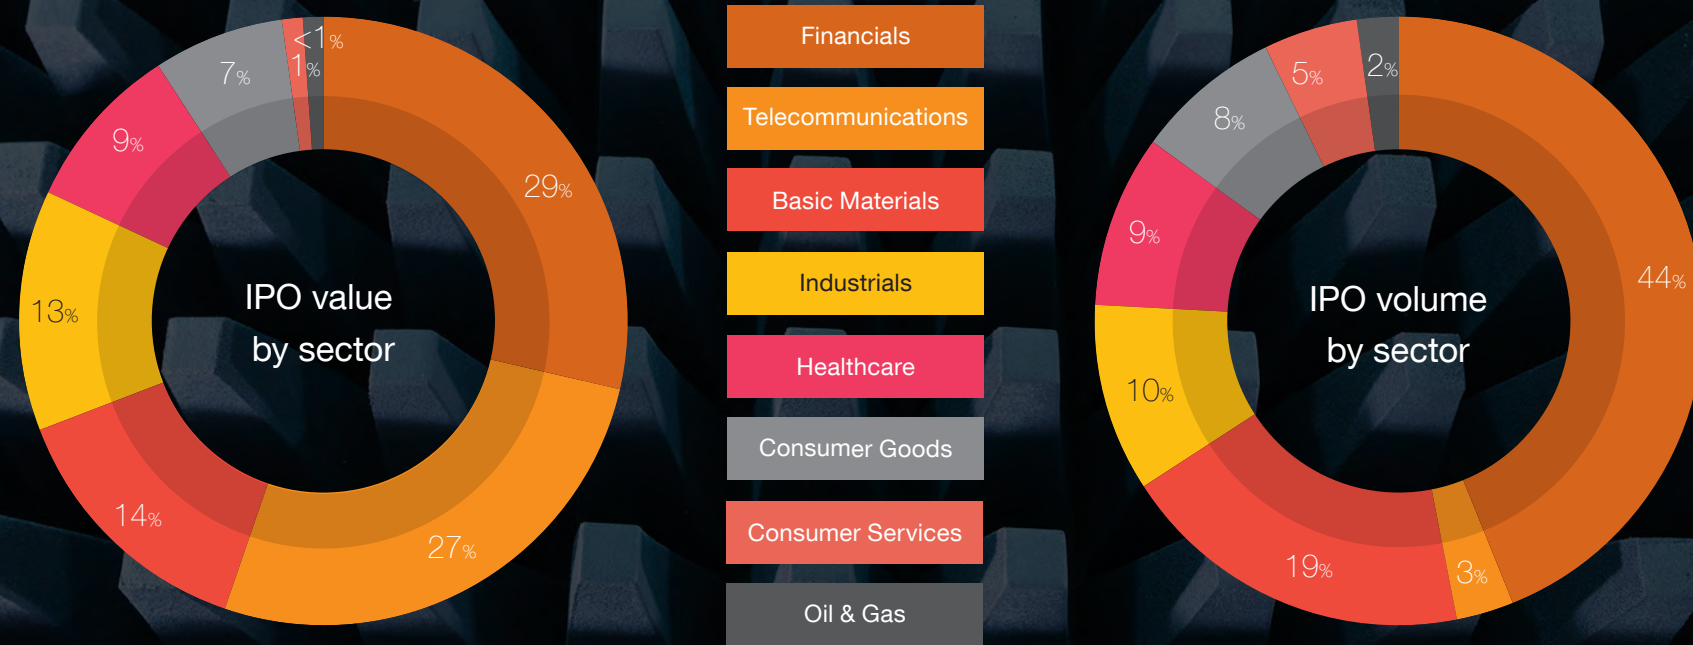 <1%
1%
7%
9%
29%
13%
IPO value
by sector
14%
27%
Financials
Telecommunications
Basic Materials
Industrials
Healthcare
Consumer Goods
Consumer Services
Oil & Gas
2%
5%
8%
9%
44%
IPO volume
by sector
10%
19%
3%